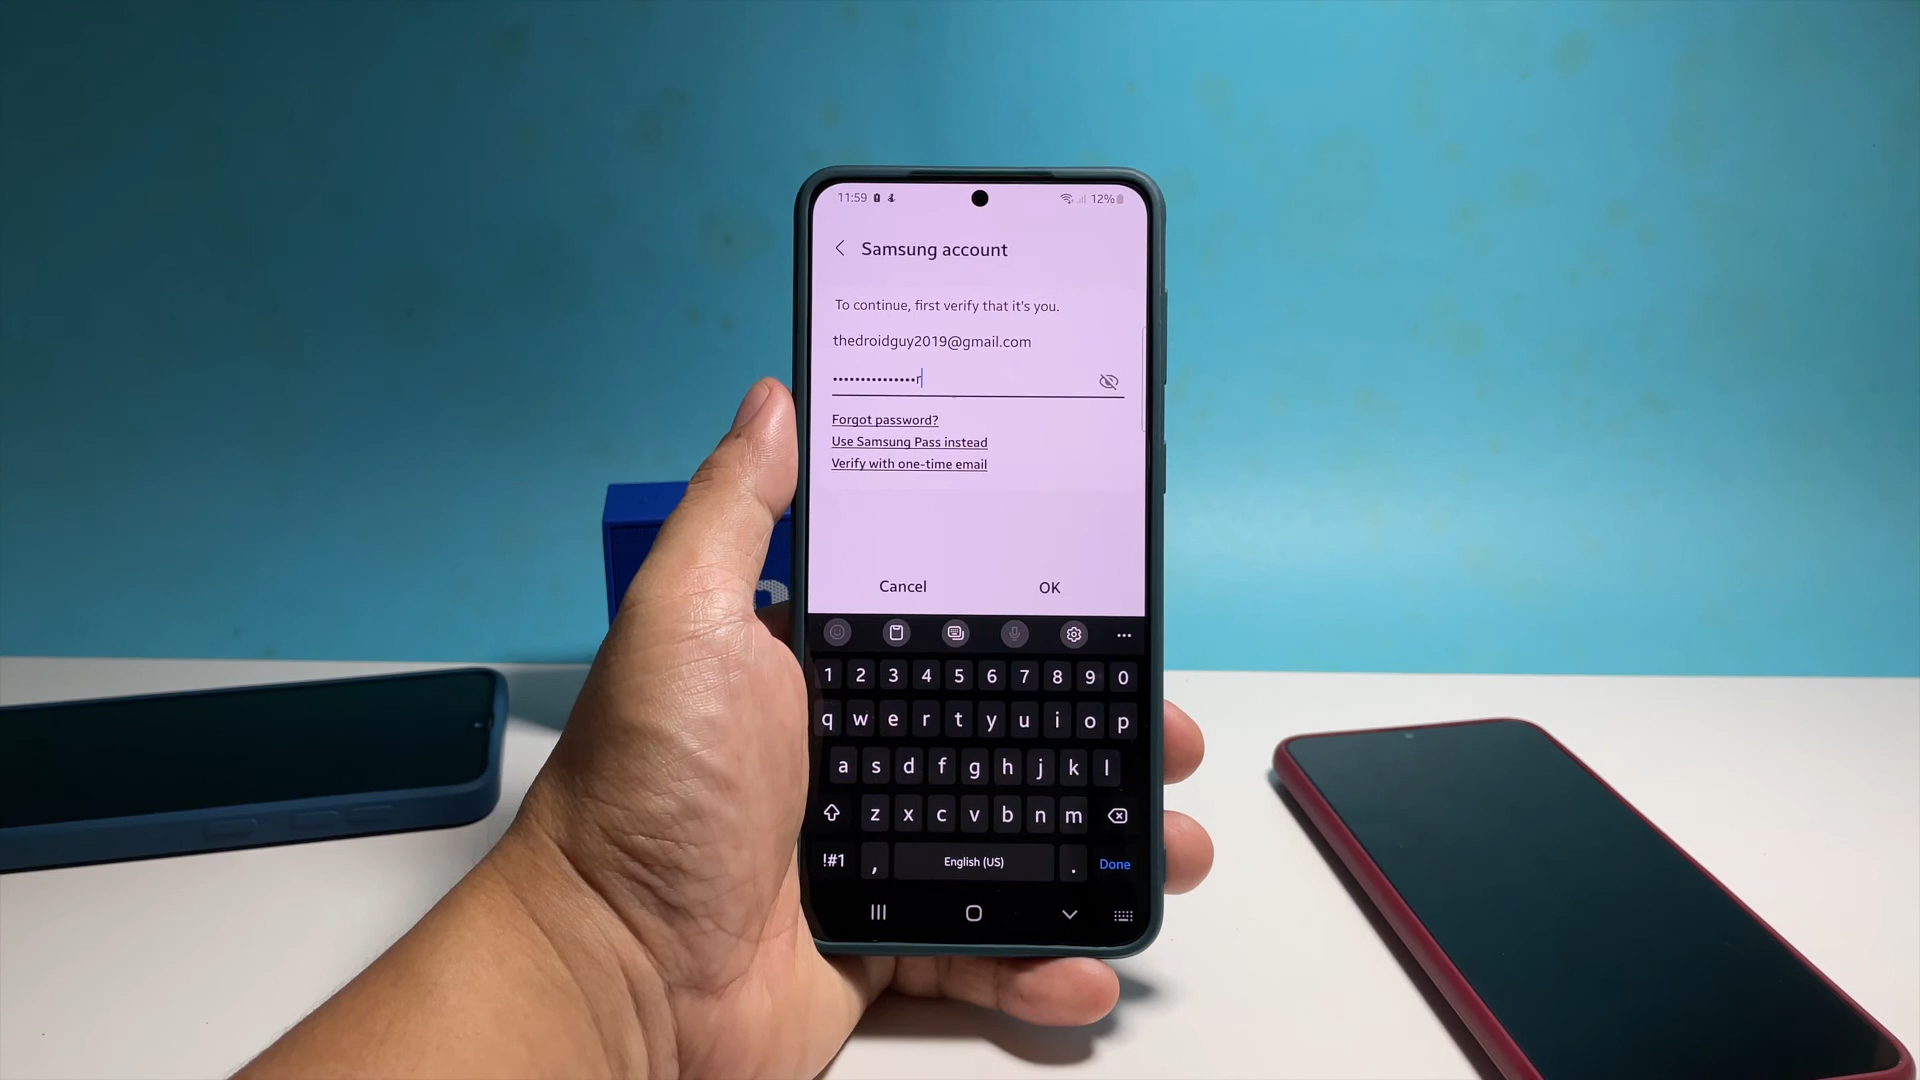 11:59 12%
Samsung account
To continue, first verify that it's you.
thedroidguy2019@gmail.com
•••••••••••••••r
Forgot password?
Use Samsung Pass instead
Verify with one-time email
Cancel OK
1 2 3 4 5 6 7 8 9 0
q w e r t y u i o p
a s d f g h j k l
z x c v b n m
!#1 , English (US) . Done